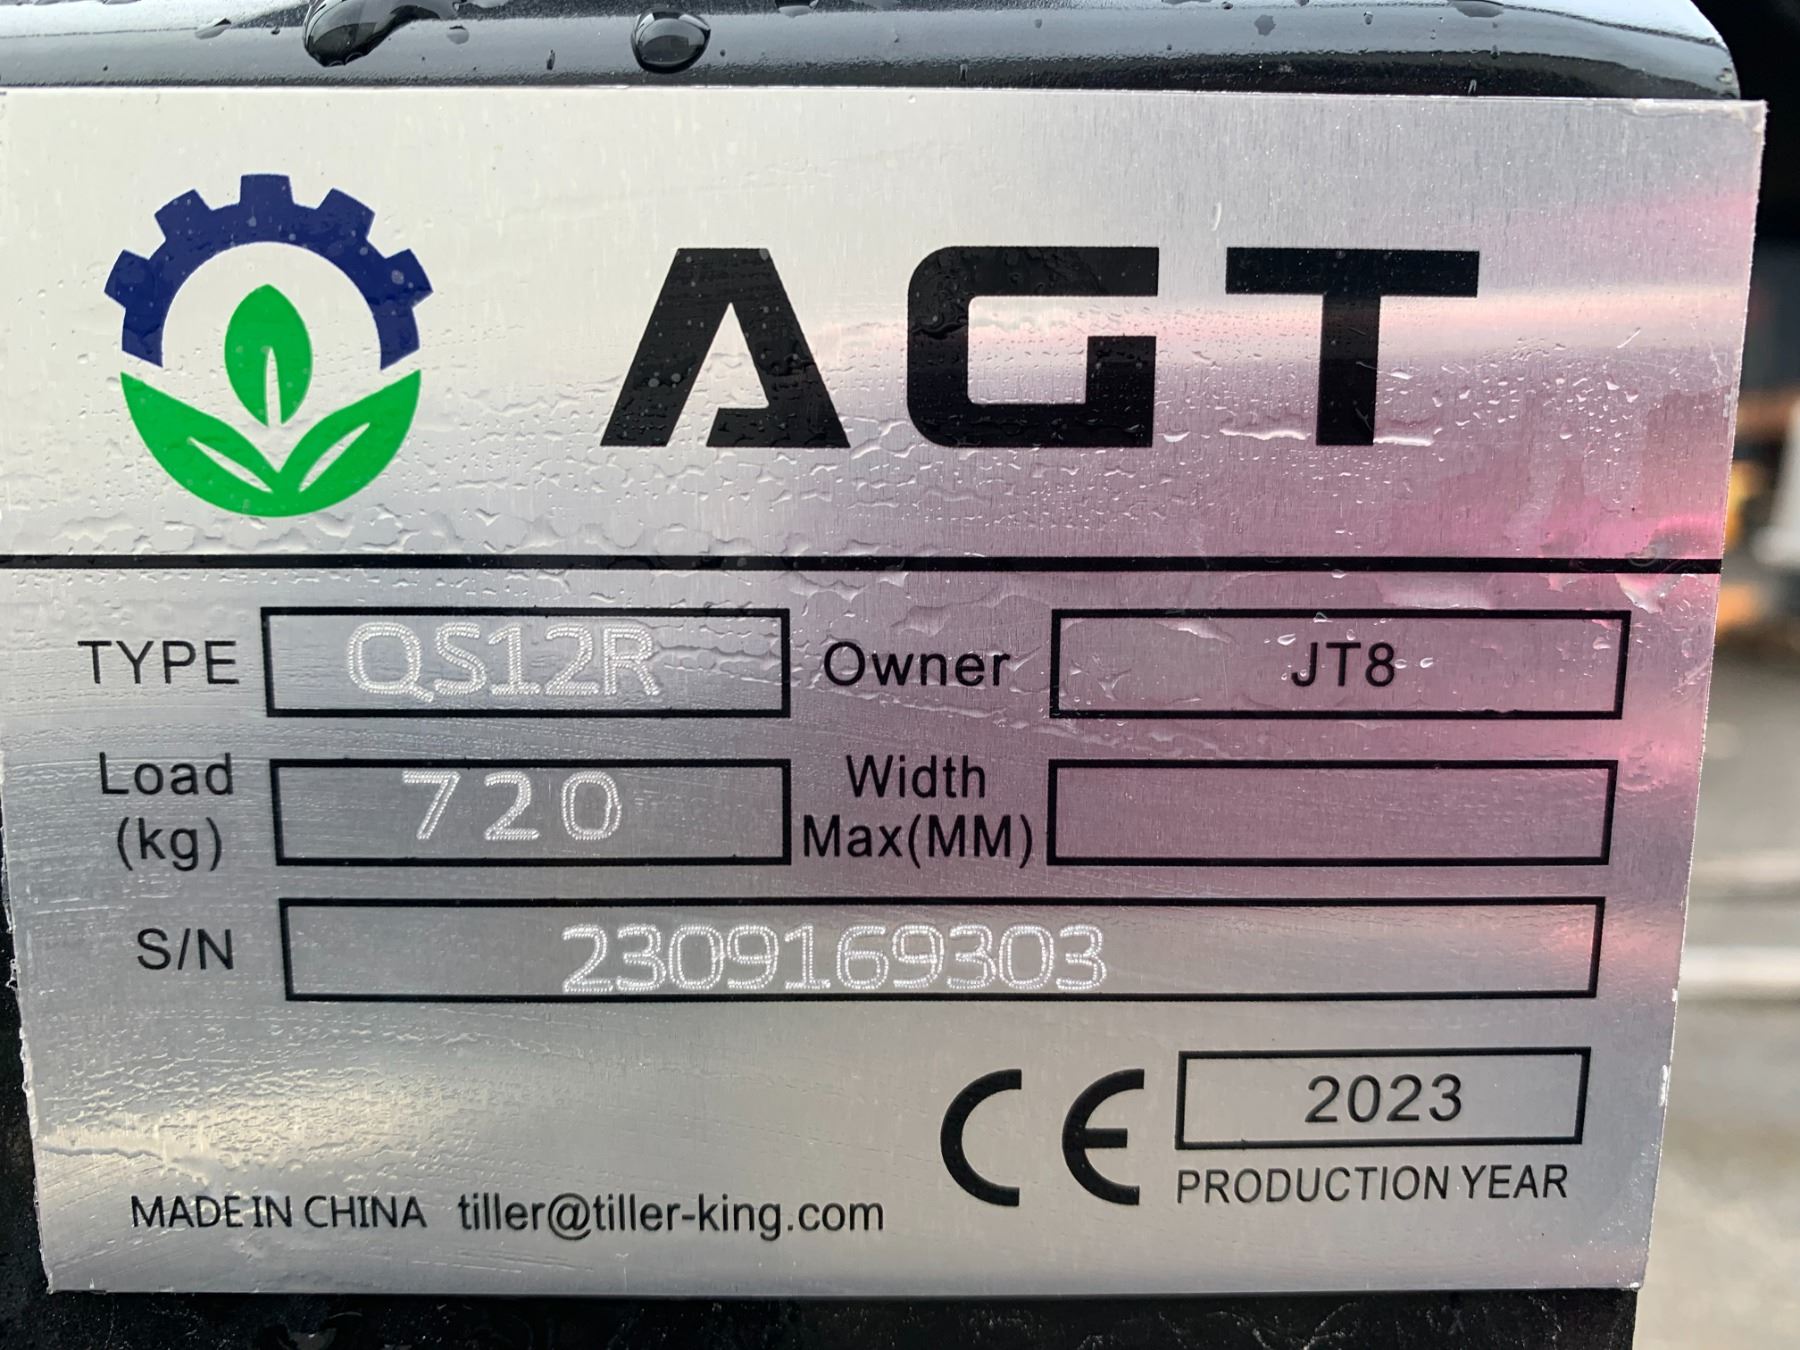 AGT
TYPE QS12R Owner JT8
Load (kg) 720 Width Max(MM)
S/N 2309169303
CE 2023
PRODUCTION YEAR
MADE IN CHINA tiller@tiller-king.com